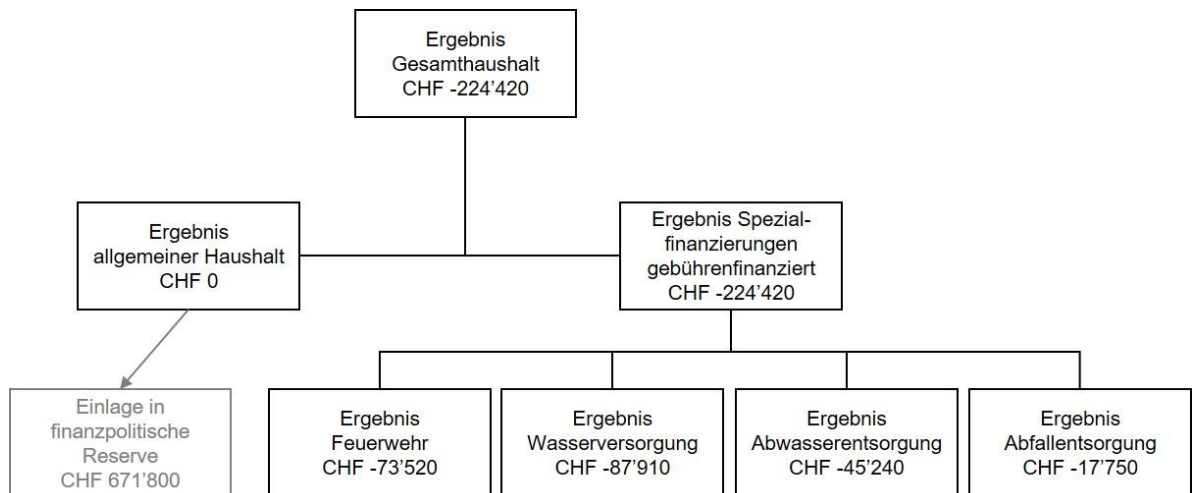 Ergebnis
Gesamthaushalt
CHF -224’420
Ergebnis
allgemeiner Haushalt
CHF 0
Ergebnis Spezial-
finanzierungen
gebührenfinanziert
CHF -224’420
Einlage in
finanzpolitische
Reserve
CHF 671’800
Ergebnis
Feuerwehr
CHF -73’520
Ergebnis
Wasserversorgung
CHF -87’910
Ergebnis
Abwasserentsorgung
CHF -45’240
Ergebnis
Abfallentsorgung
CHF -17’750